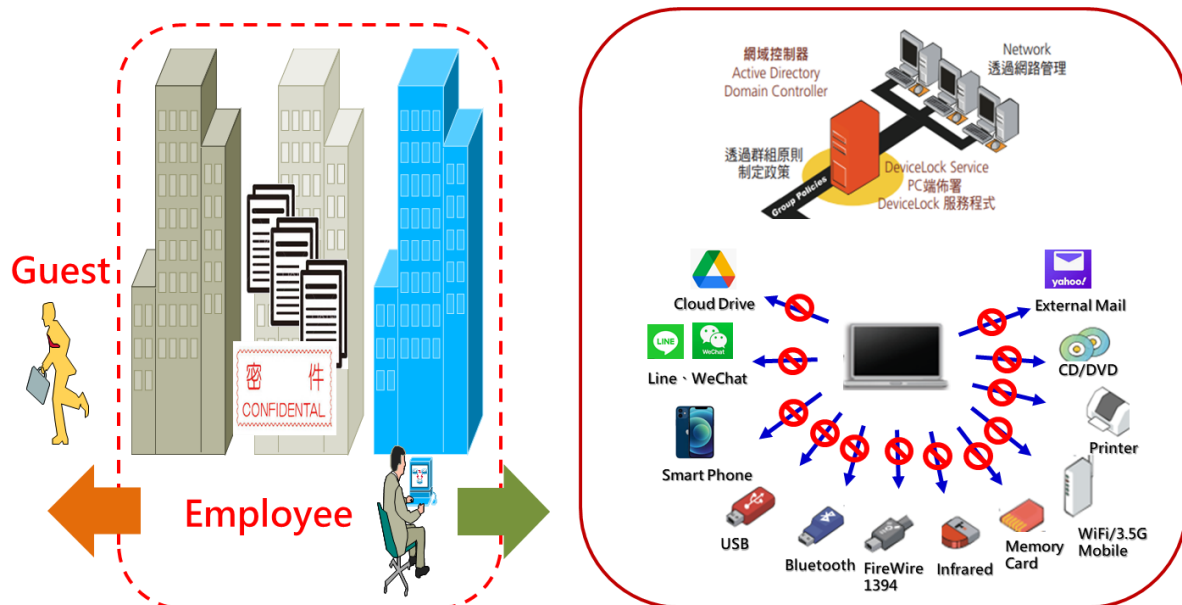 Guest
密 件
CONFIDENTAL
Employee
網域控制器
Active Directory
Domain Controller
Network
透過網路管理
透過群組原則
制定政策
Group Policies
DeviceLock Service
PC端佈署
DeviceLock 服務程式
Cloud Drive
yahoo!
External Mail
LINE
WeChat
Line、WeChat
CD/DVD
Smart Phone
Printer
USB
Bluetooth
FireWire
1394
Infrared
Memory
Card
WiFi/3.5G
Mobile